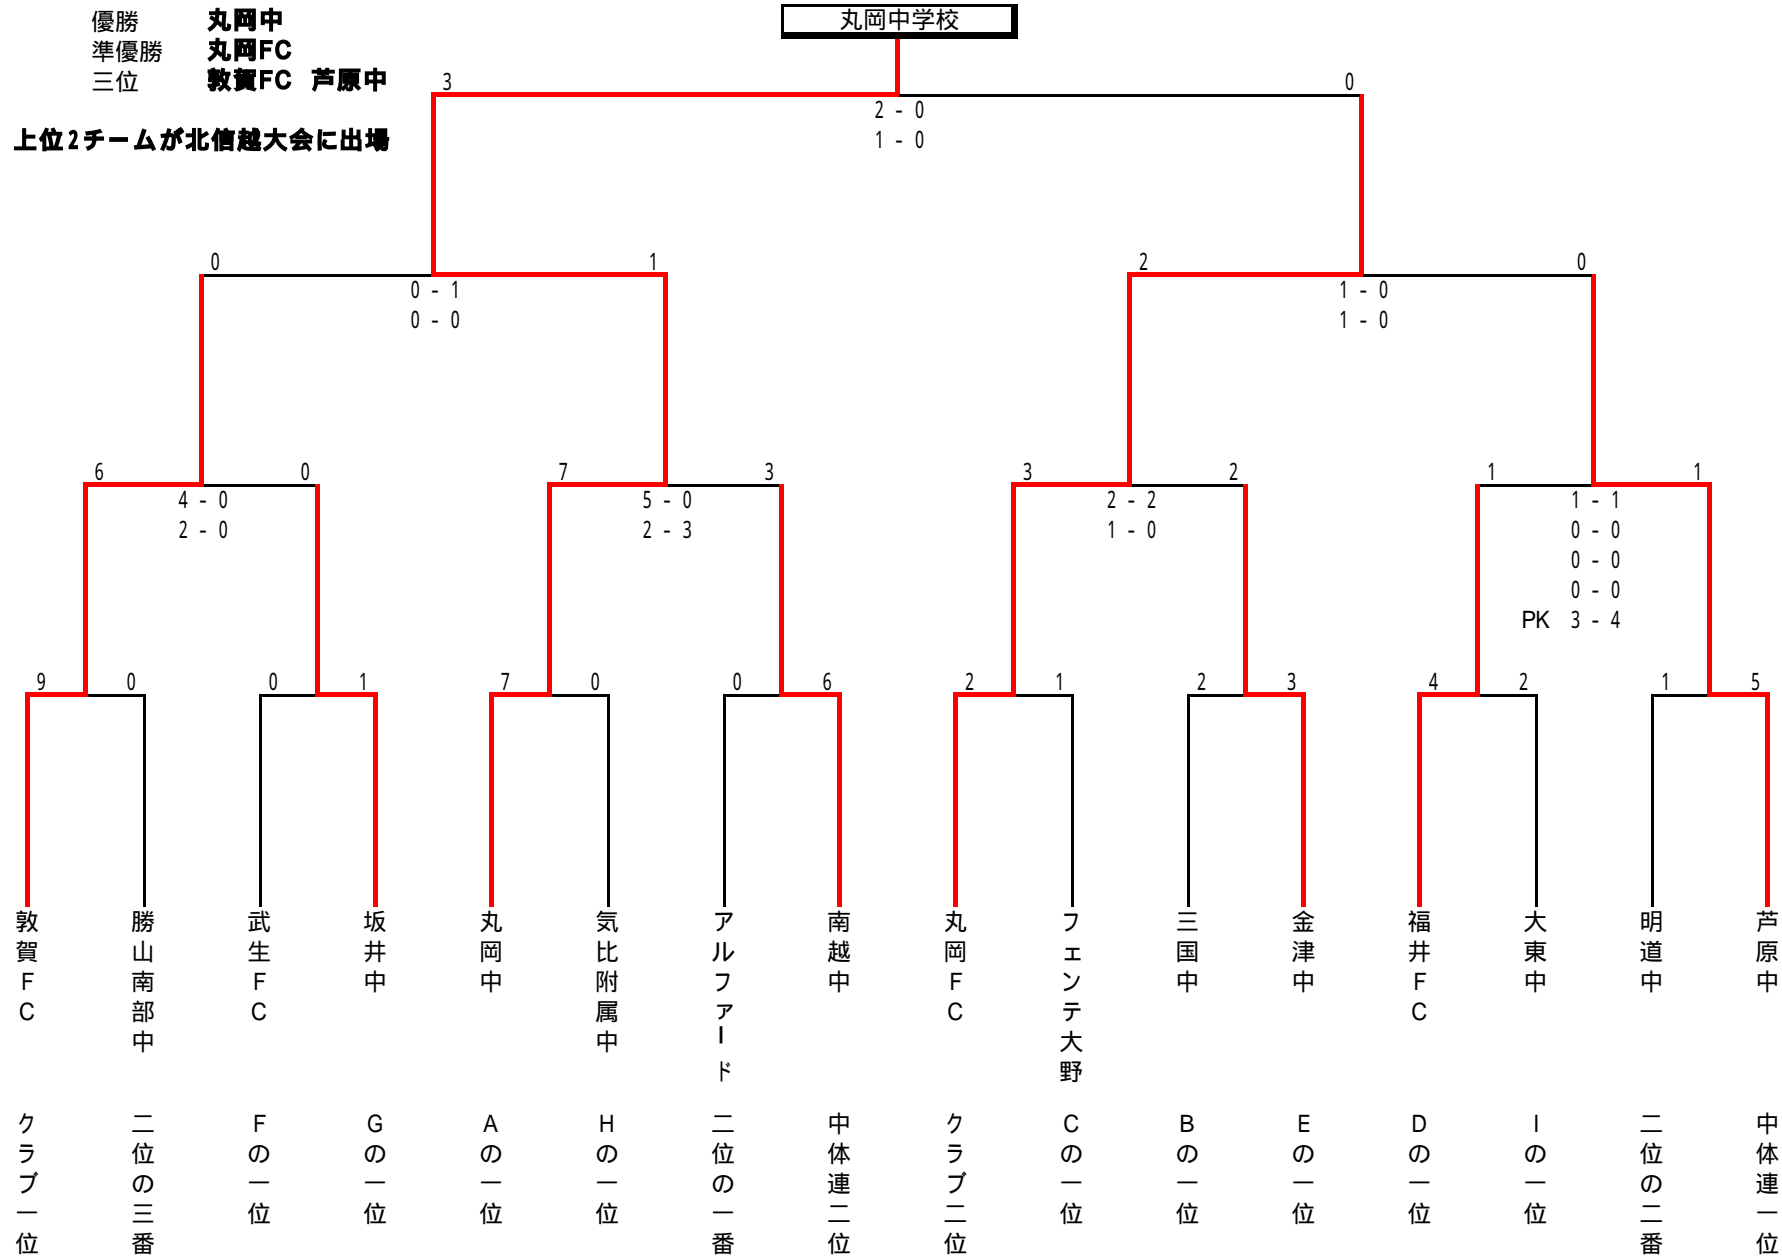 優勝 丸岡中
準優勝 丸岡FC
三位 敦賀FC 芦原中
上位2チームが北信越大会に出場
丸岡中学校
3 0
2 - 0
1 - 0
0 1 2 0
0 - 1 1 - 0
0 - 0 1 - 0
6 0 7 3 3 2 1 1
4 - 0 5 - 0 2 - 2 1 - 1
2 - 0 2 - 3 1 - 0 0 - 0
0 - 0
0 - 0
PK 3 - 4
9 0 0 1 7 0 0 6 2 1 2 3 4 2 1 5
敦賀FC
勝山南部中
武生FC
坂井中
丸岡中
気比附属中
アルファード
南越中
丸岡FC
フェンテ大野
三国中
金津中
福井FC
大東中
明道中
芦原中
クラブ一位
二位の三番
Fの一位
Gの一位
Aの一位
Hの一位
二位の一番
中体連二位
クラブ二位
Cの一位
Bの一位
Eの一位
Dの一位
Iの一位
二位の二番
中体連一位